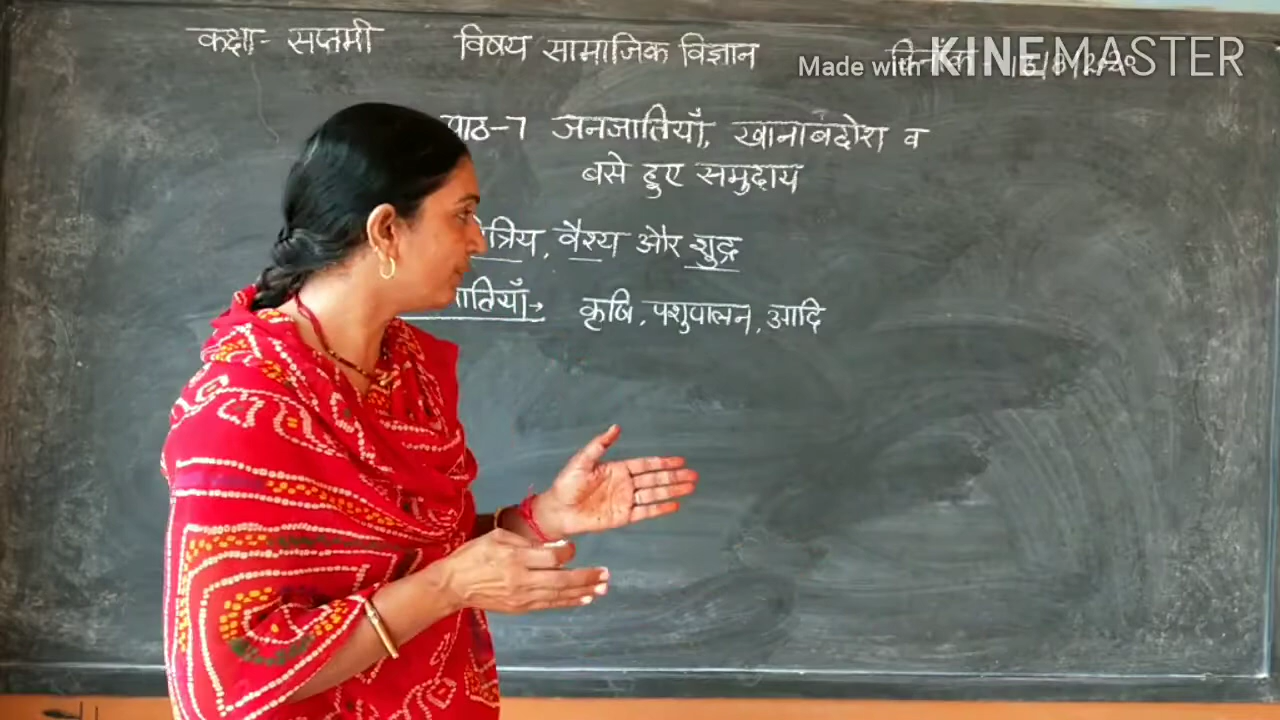 कक्षा- सप्तमी विषय सामाजिक विज्ञान
Made with KINEMASTER
पाठ-7 जनजातियाँ, खानाबदोश व
बसे हुए समुदाय
वैश्य और शुद्र
कृषि, पशुपालन, आदि